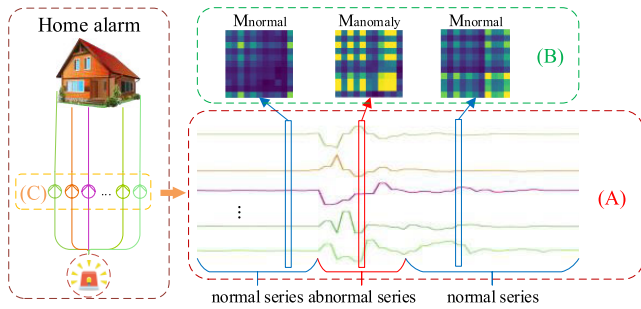 Home alarm
(C)
...
Mnormal
Manomaly
Mnormal
(B)
(A)
...
normal series
abnormal series
normal series